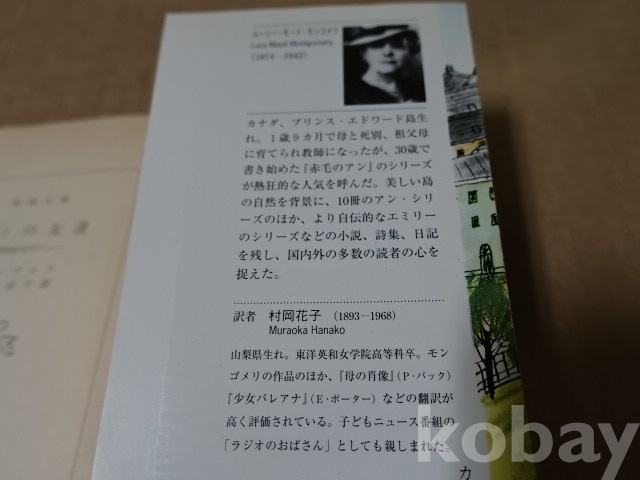 ルーシー・モード・モンゴメリ
Lucy Maud Montgomery
(1874—1942)
カナダ、プリンス・エドワード島生
れ。1歳9カ月で母と死別、祖父母
に育てられ教師になったが、30歳で
書き始めた『赤毛のアン』のシリーズ
が熱狂的な人気を呼んだ。美しい島
の自然を背景に、10冊のアン・シリ
ーズのほか、より自伝的なエミリー
のシリーズなどの小説、詩集、日記
を残し、国内外の多数の読者の心を
捉えた。
訳者 村岡花子 (1893—1968)
Muraoka Hanako
山梨県生れ。東洋英和女学院高等科卒。モン
ゴメリの作品のほか、『母の肖像』(P・バック)
『少女パレアナ』(E・ポーター) などの翻訳が
高く評価されている。子どもニュース番組の
「ラジオのおばさん」としても親しまれた。
カ
ンの友達
kobay